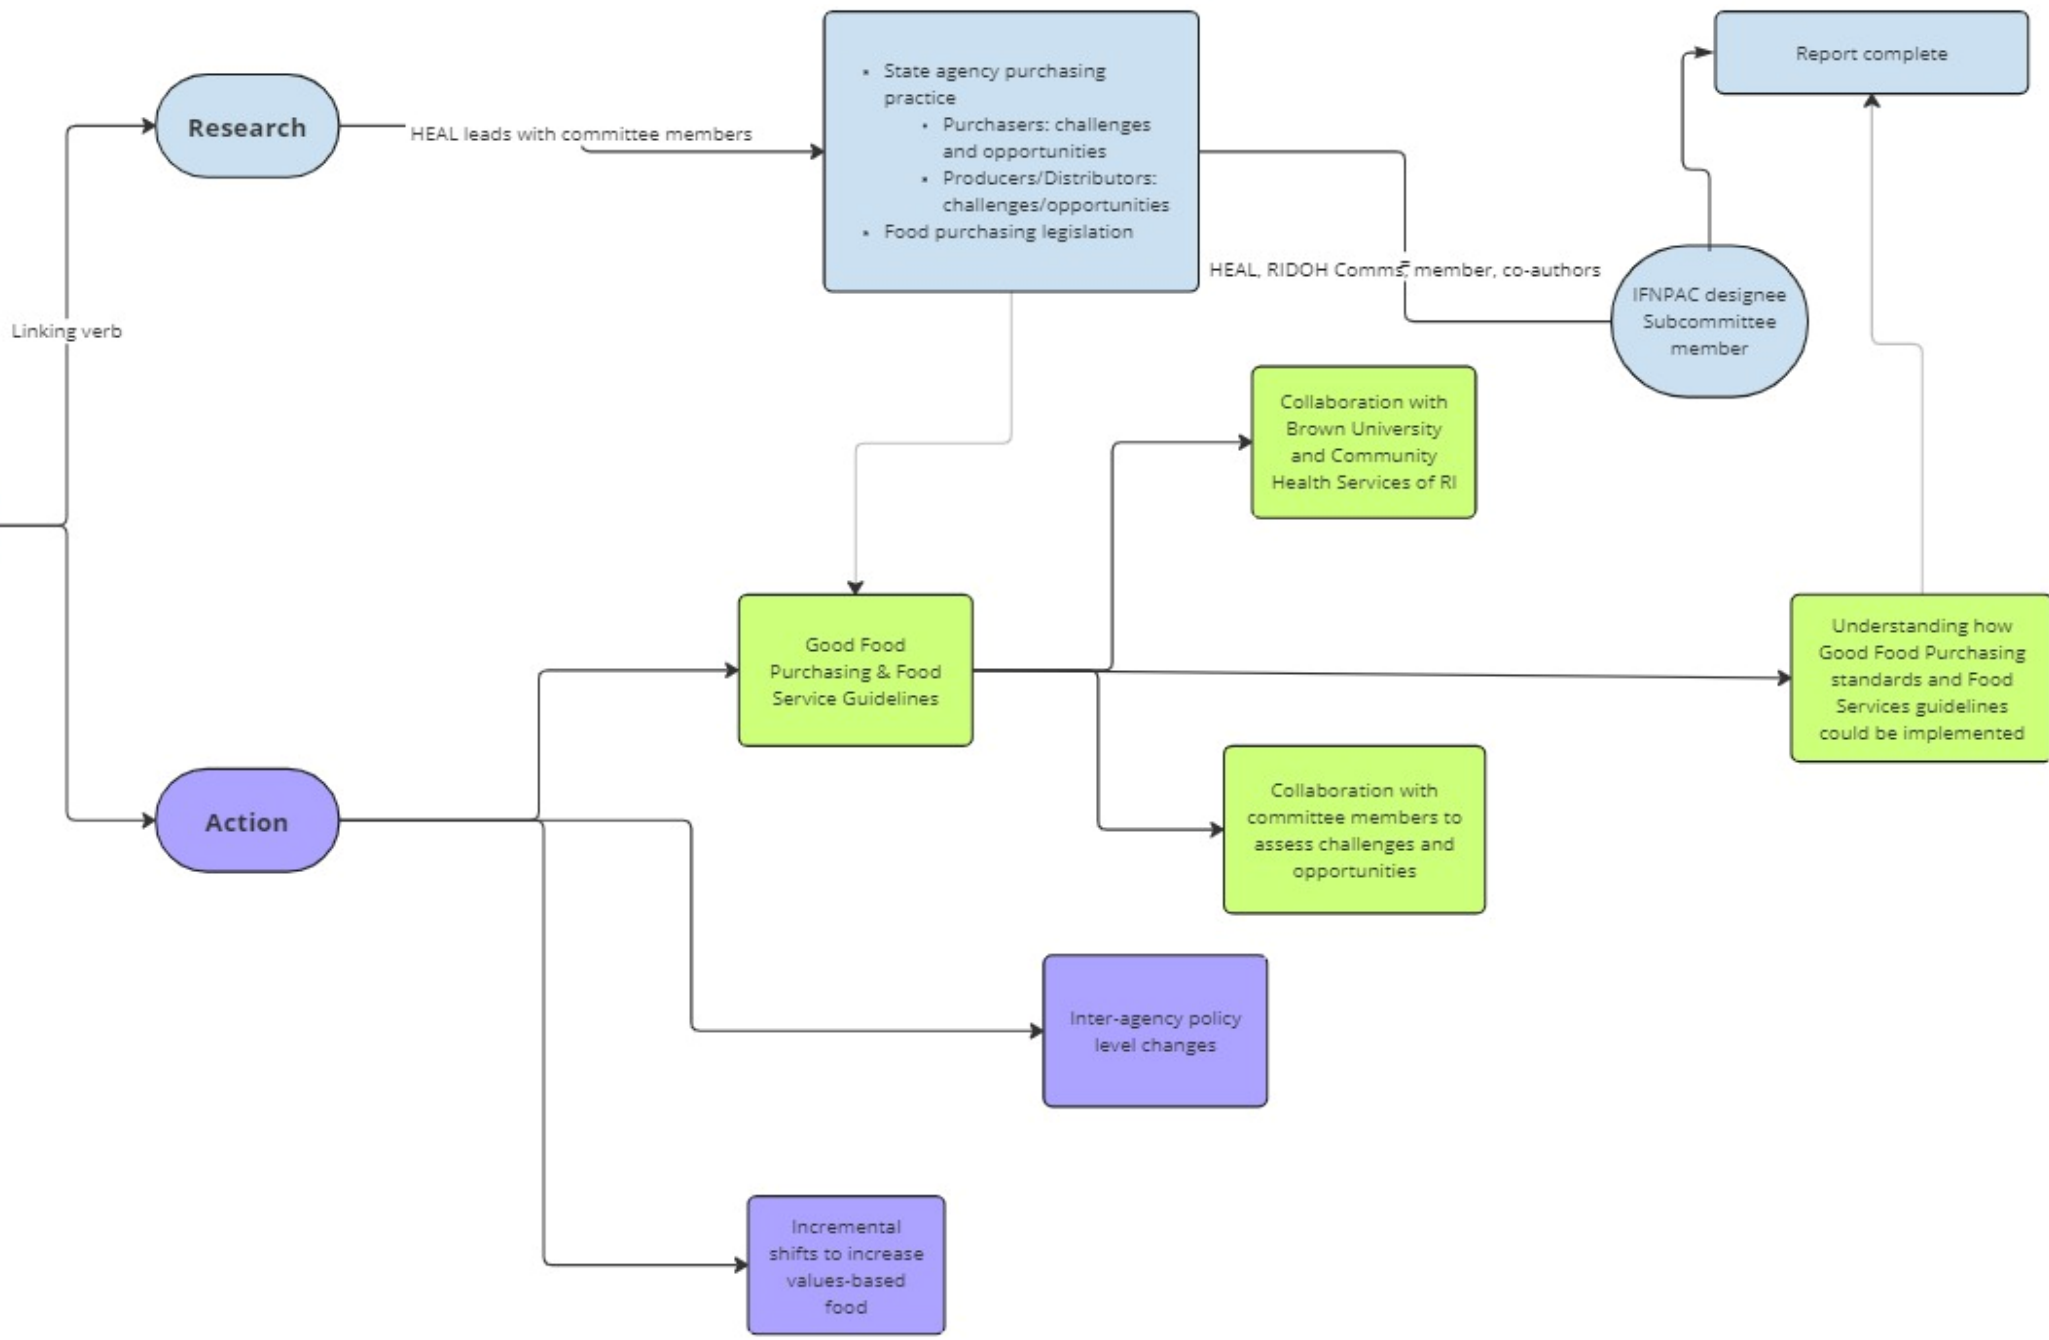 Research
HEAL leads with committee members
State agency purchasing
practice
Purchasers: challenges
and opportunities
Producers/Distributors:
challenges/opportunities
Food purchasing legislation
Report complete
HEAL, RIDOH Comms, member, co-authors
IFNPAC designee
Subcommittee
member
Linking verb
Collaboration with
Brown University
and Community
Health Services of RI
Good Food
Purchasing & Food
Service Guidelines
Understanding how
Good Food Purchasing
standards and Food
Services guidelines
could be implemented
Action
Collaboration with
committee members to
assess challenges and
opportunities
Inter-agency policy
level changes
Incremental
shifts to increase
values-based
food